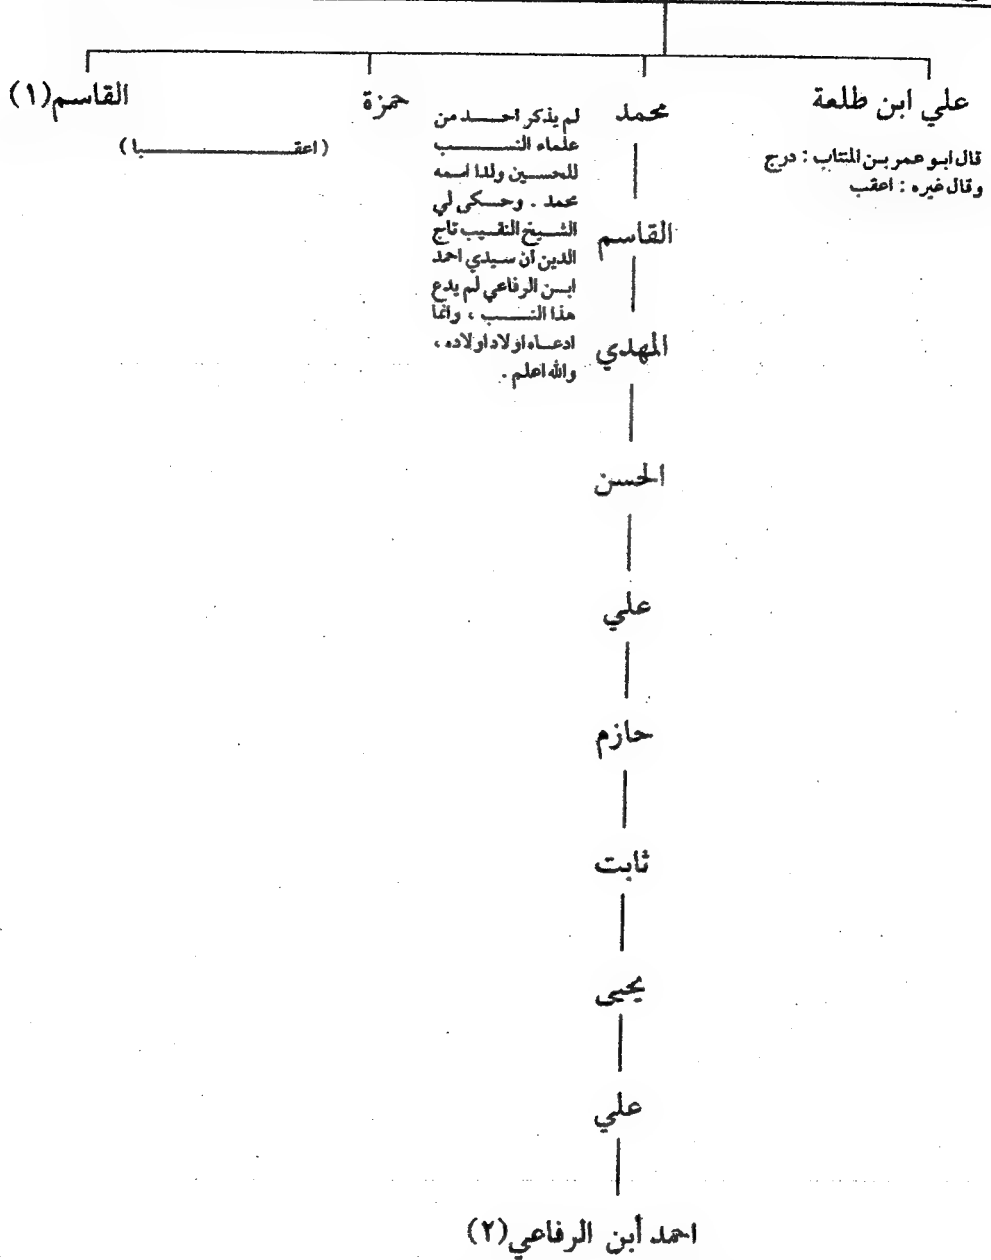 علي ابن طلعة
قال ابو عمر بن المنتاب : درج
وقال غيره : اعقب
محمد
لم يذكر احد من
علماء النسب
للحسين ولدا اسمه
محمد . وحكى لي
الشيخ النقيب تاج
الدين ان سيدي احمد
ابن الرفاعي لم يدع
هذا النسب ، وانما
ادعاه اولاد اولاده ،
والله اعلم .
حمزة
القاسم (١)
(اعقبا)
القاسم
المهدي
الحسن
علي
حازم
ثابت
يحيى
علي
احمد أبن الرفاعي (٢)